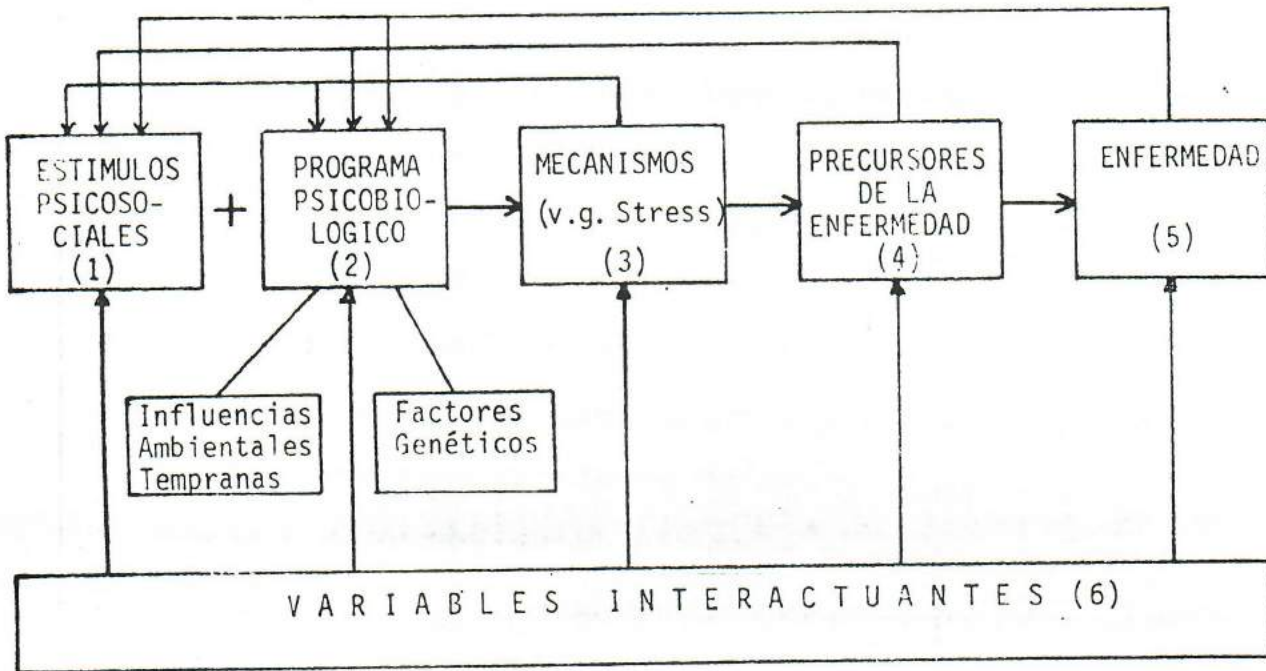 ESTIMULOS
PSICOSO-
CIALES
(1)
+
PROGRAMA
PSICOBIO-
LOGICO
(2)
MECANISMOS
(v.g. Stress)
(3)
PRECURSORES
DE LA
ENFERMEDAD
(4)
ENFERMEDAD
(5)
Influencias
Ambientales
Tempranas
Factores
Genéticos
VARIABLES INTERACTUANTES (6)